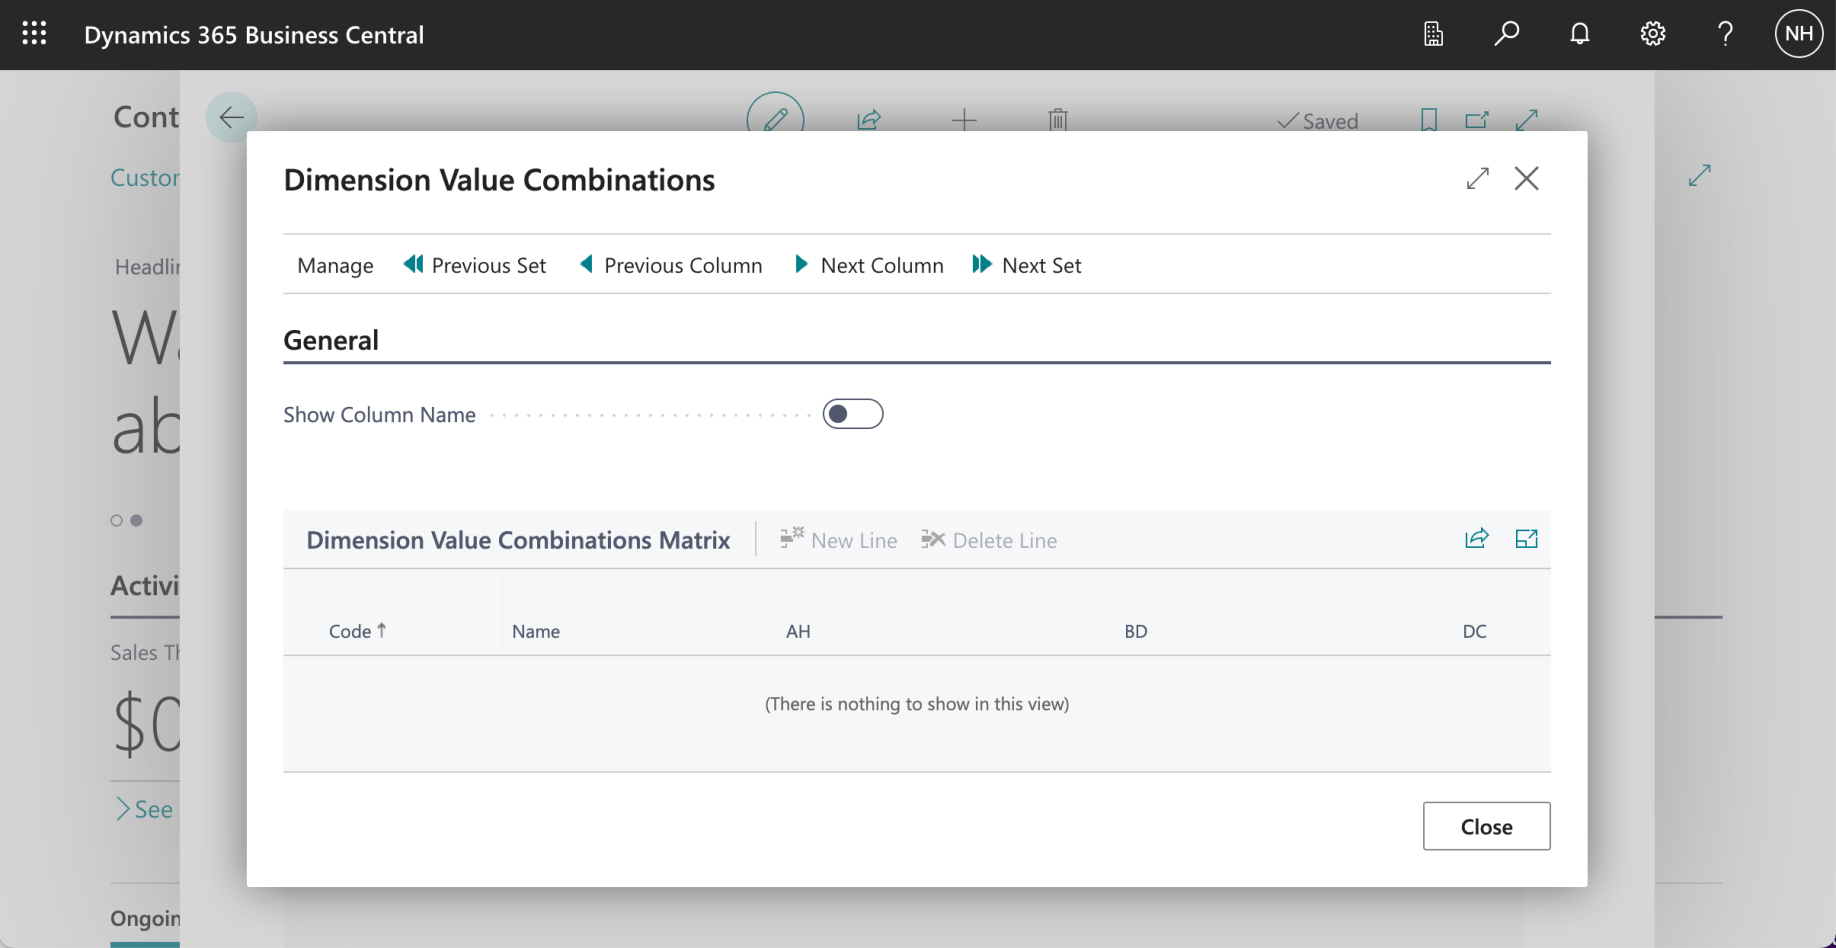 Dynamics 365 Business Central
NH
Cont
Saved
Custor
Dimension Value Combinations
Manage Previous Set Previous Column Next Column Next Set
Headlir
General
Show Column Name
ab
Dimension Value Combinations Matrix New Line Delete Line
Activi
Code ↑ Name AH BD DC
Sales Th
(There is nothing to show in this view)
$0
See
Close
Ongoin